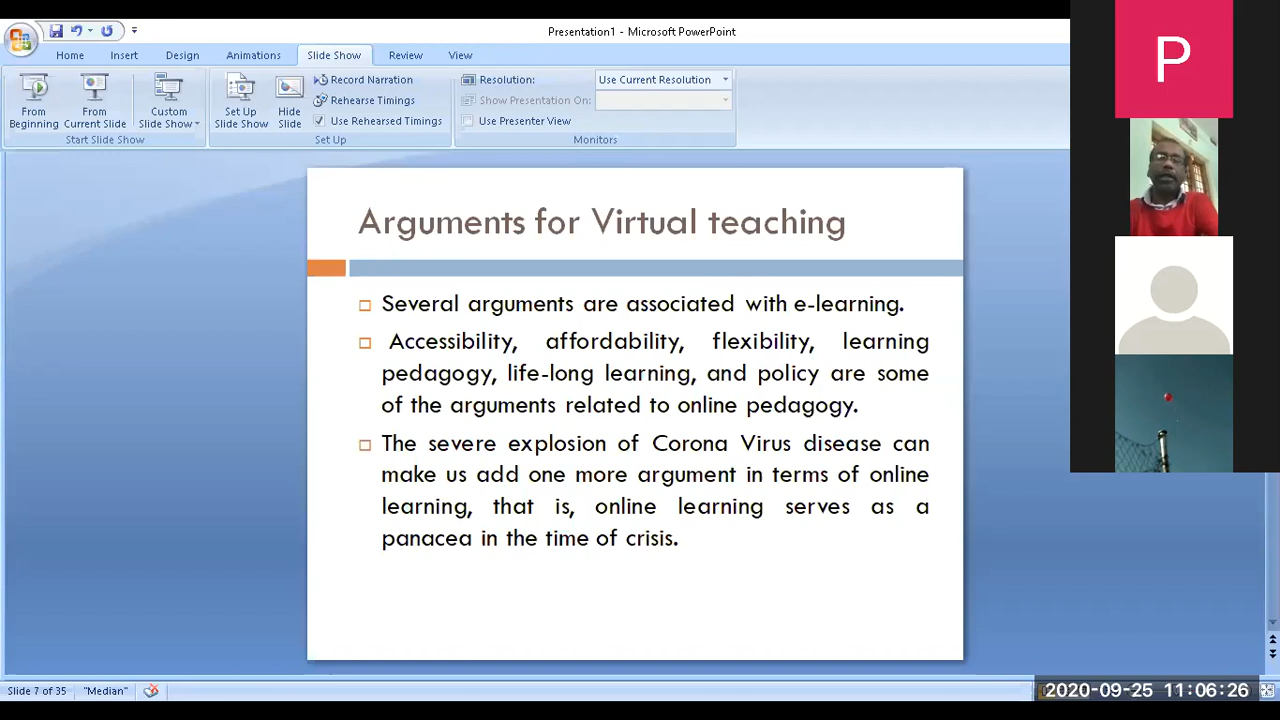 Presentation1 - Microsoft PowerPoint
Home Insert Design Animations Slide Show Review View
From Beginning
From Current Slide
Custom Slide Show
Start Slide Show
Set Up Slide Show
Hide Slide
Record Narration
Rehearse Timings
Use Rehearsed Timings
Set Up
Resolution: Use Current Resolution
Show Presentation On:
Use Presenter View
Monitors
P
Arguments for Virtual teaching
Several arguments are associated with e-learning.
Accessibility, affordability, flexibility, learning
pedagogy, life-long learning, and policy are some
of the arguments related to online pedagogy.
The severe explosion of Corona Virus disease can
make us add one more argument in terms of online
learning, that is, online learning serves as a
panacea in the time of crisis.
Slide 7 of 35 "Median"
2020-09-25 11:06:26